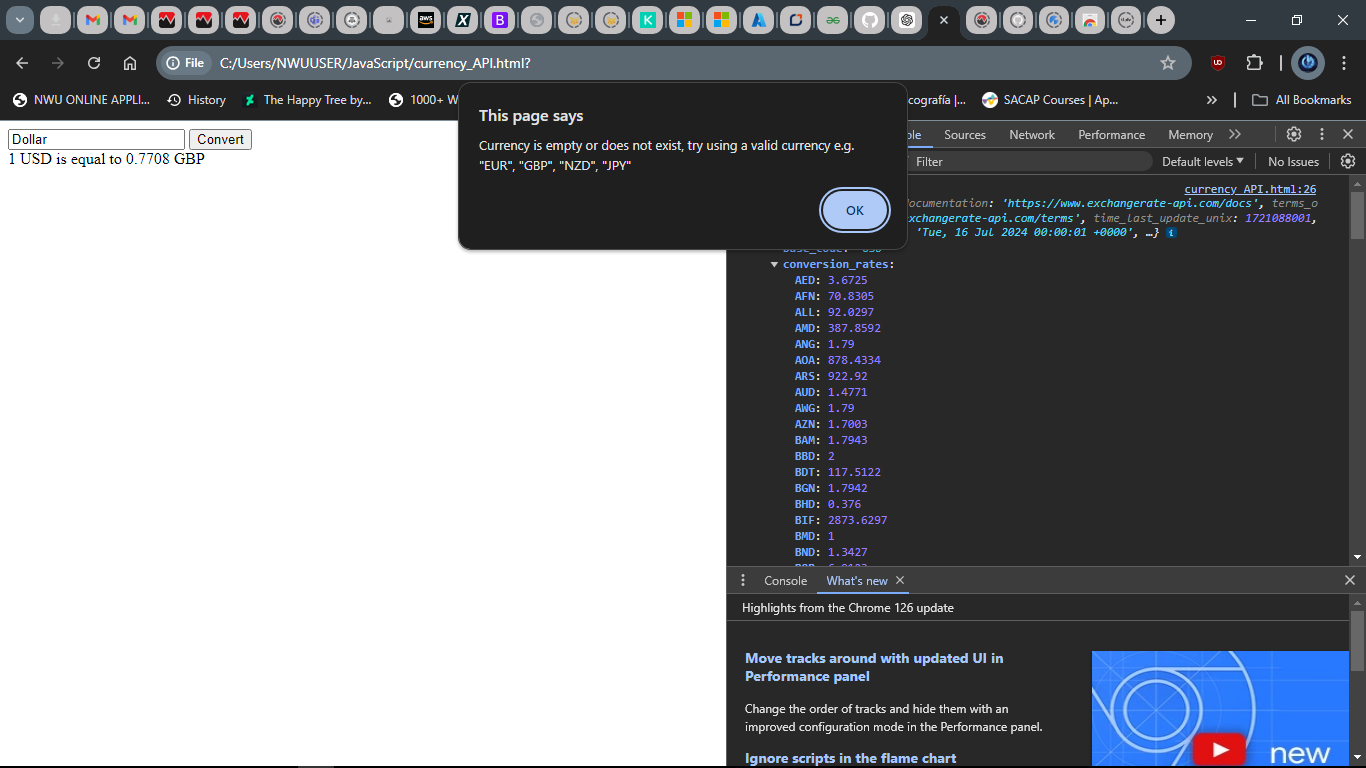 aws
X
B
K
File
C:/Users/NWUUSER/JavaScript/currency_API.html?
NWU ONLINE APPLI...
History
The Happy Tree by...
1000+ W
cografía |...
SACAP Courses | Ap...
All Bookmarks
Dollar
Convert
1 USD is equal to 0.7708 GBP
This page says
Currency is empty or does not exist, try using a valid currency e.g.
"EUR", "GBP", "NZD", "JPY"
OK
Sources
Network
Performance
Memory
Filter
Default levels
No Issues
currency_API.html:26
documentation: 'https://www.exchangerate-api.com/docs', terms_o
exchangerate-api.com/terms', time_last_update_unix: 1721088001,
'Tue, 16 Jul 2024 00:00:01 +0000', …}
conversion_rates:
AED: 3.6725
AFN: 70.8305
ALL: 92.0297
AMD: 387.8592
ANG: 1.79
AOA: 878.4334
ARS: 922.92
AUD: 1.4771
AWG: 1.79
AZN: 1.7003
BAM: 1.7943
BBD: 2
BDT: 117.5122
BGN: 1.7942
BHD: 0.376
BIF: 2873.6297
BMD: 1
BND: 1.3427
Console
What's new
Highlights from the Chrome 126 update
Move tracks around with updated UI in
Performance panel
Change the order of tracks and hide them with an
improved configuration mode in the Performance panel.
Ignore scripts in the flame chart
new